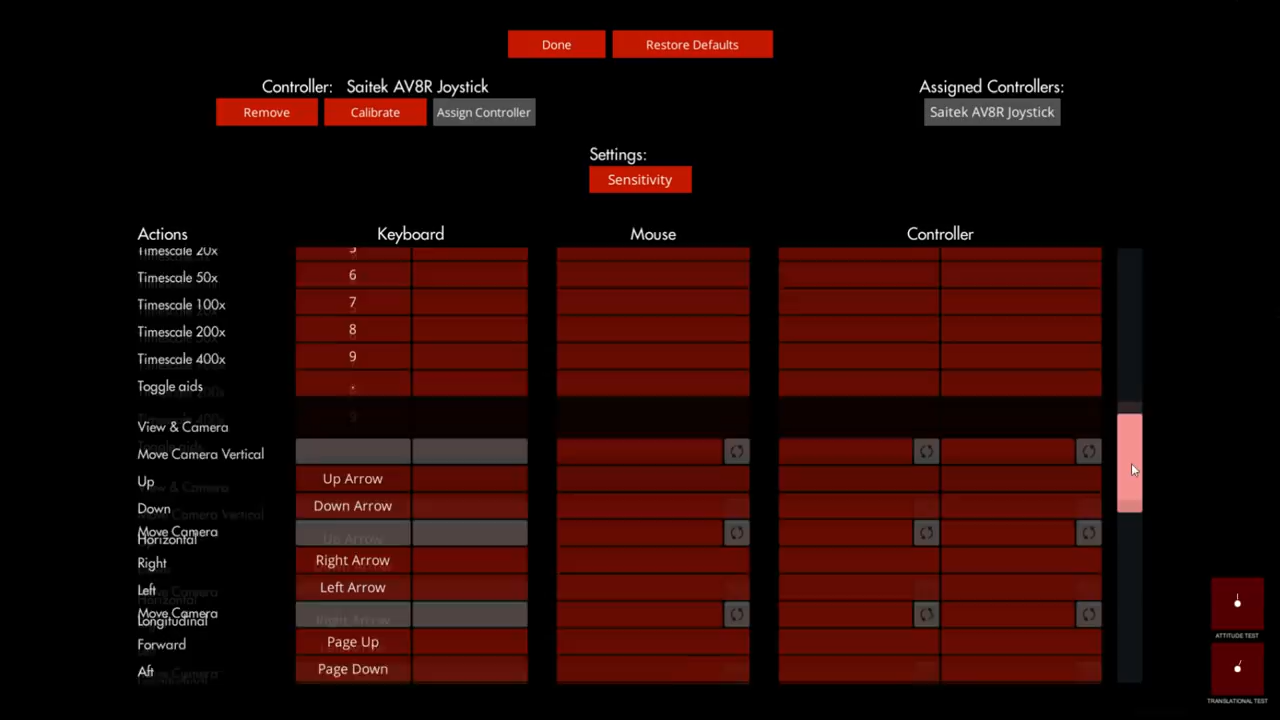 Done Restore Defaults
Controller: Saitek AV8R Joystick Assigned Controllers:
Remove Calibrate Assign Controller Saitek AV8R Joystick
Settings:
Sensitivity
Actions Keyboard Mouse Controller
Timescale 20x 5
Timescale 50x 6
Timescale 100x 7
Timescale 200x 8
Timescale 400x 9
Toggle aids
View & Camera
Move Camera Vertical
Up Up Arrow
Down Down Arrow
Move Camera
Horizontal
Right Right Arrow
Left Left Arrow
Move Camera
Longitudinal
Forward Page Up
Aft Page Down
ATTITUDE TEST
TRANSLATIONAL TEST